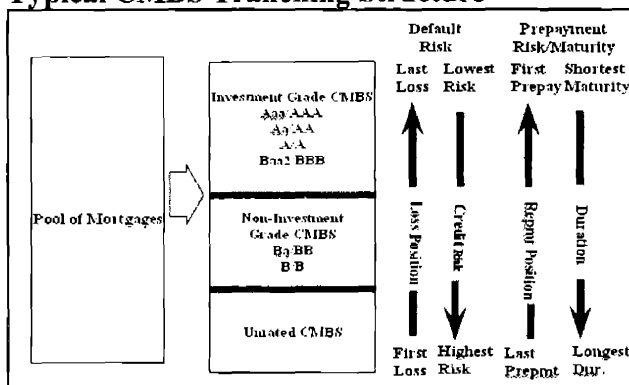 Typical CMBS Tranching Structure
Default
Risk
Prepayment
Risk/Maturity
Last
Loss
Lowest
Risk
First
Prepay
Shortest
Maturity
Pool of Mortgages
Investment Grade CMBS
Aaa/AAA
Aa/AA
A/A
Baa2/BBB
Non-Investment
Grade CMBS
Ba/BB
B/B
Unrated CMBS
Loss Position
Credit Risk
Repmt Position
Duration
First
Loss
Highest
Risk
Last
Prepmt
Longest
Dur.